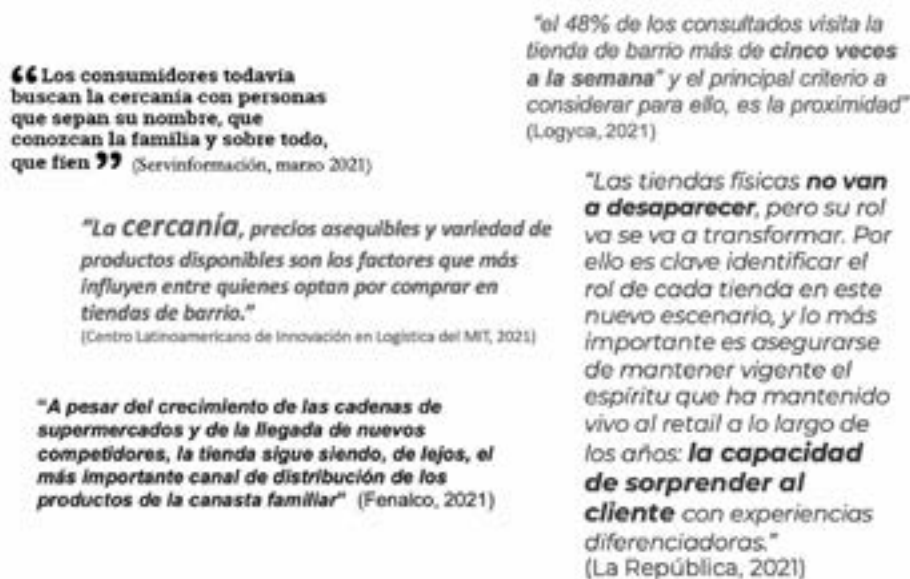 ❝ Los consumidores todavía
buscan la cercanía con personas
que sepan su nombre, que
conozcan la familia y sobre todo,
que fíen ❞ (Servinformación, marzo 2021)
"el 48% de los consultados visita la
tienda de barrio más de cinco veces
a la semana" y el principal criterio a
considerar para ello, es la proximidad"
(Logyca, 2021)
"La cercanía, precios asequibles y variedad de
productos disponibles son los factores que más
influyen entre quienes optan por comprar en
tiendas de barrio."
(Centro Latinoamericano de Innovación en Logística del MIT, 2021)
"Las tiendas físicas no van
a desaparecer, pero su rol
va se va a transformar. Por
ello es clave identificar el
rol de cada tienda en este
nuevo escenario, y lo más
importante es asegurarse
de mantener vigente el
espíritu que ha mantenido
vivo al retail a lo largo de
los años: la capacidad
de sorprender al
cliente con experiencias
diferenciadoras."
(La República, 2021)
"A pesar del crecimiento de las cadenas de
supermercados y de la llegada de nuevos
competidores, la tienda sigue siendo, de lejos, el
más importante canal de distribución de los
productos de la canasta familiar" (Fenalco, 2021)